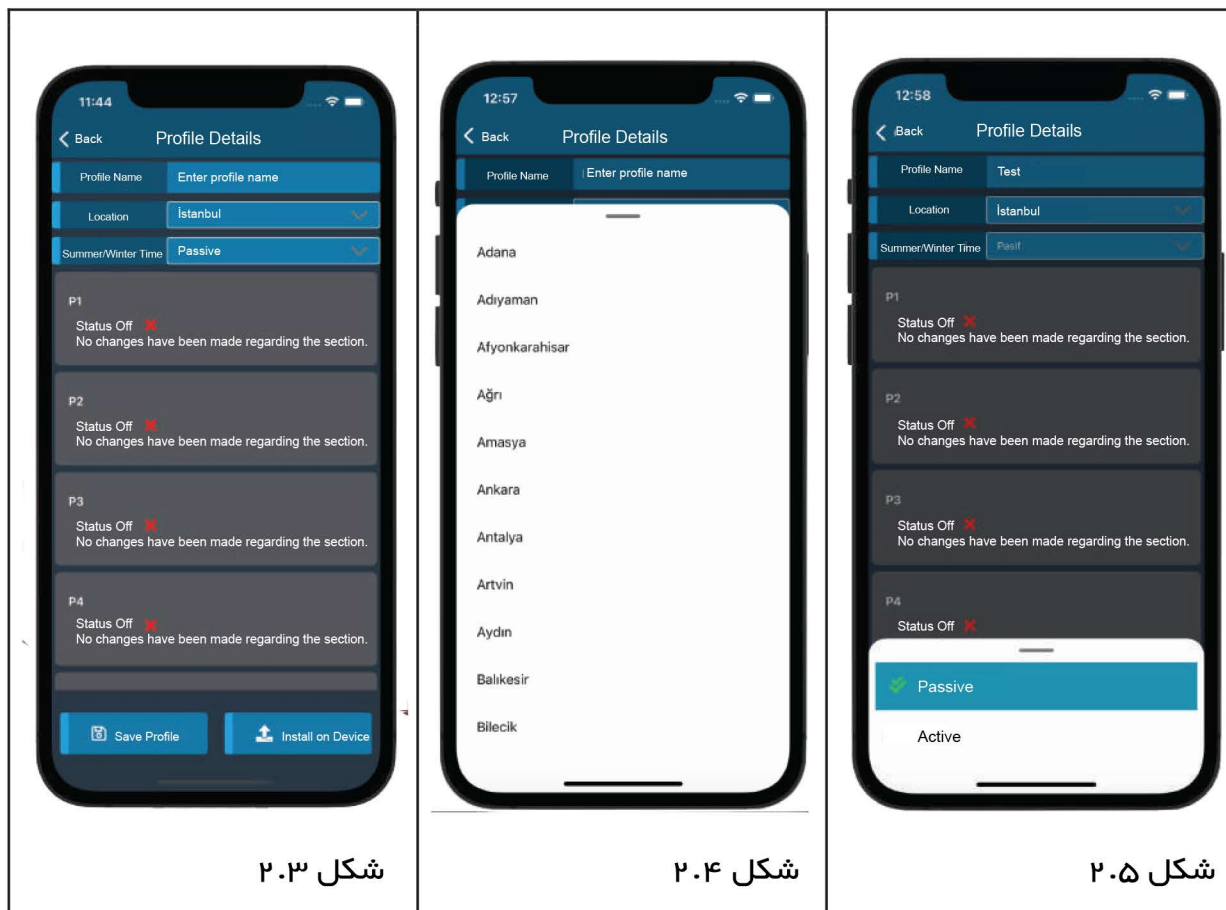 11:44
Back Profile Details
Profile Name Enter profile name
Location İstanbul
Summer/Winter Time Passive
P1
Status Off
No changes have been made regarding the section.
P2
Status Off
No changes have been made regarding the section.
P3
Status Off
No changes have been made regarding the section.
P4
Status Off
No changes have been made regarding the section.
Save Profile Install on Device
شکل ۲.۳
12:57
Back Profile Details
Profile Name Enter profile name
Adana
Adıyaman
Afyonkarahisar
Ağrı
Amasya
Ankara
Antalya
Artvin
Aydın
Balıkesir
Bilecik
شکل ۲.۴
12:58
Back Profile Details
Profile Name Test
Location İstanbul
Summer/Winter Time Pasif
P1
Status Off
No changes have been made regarding the section.
P2
Status Off
No changes have been made regarding the section.
P3
Status Off
No changes have been made regarding the section.
P4
Status Off
Passive
Active
شکل ۲.۵